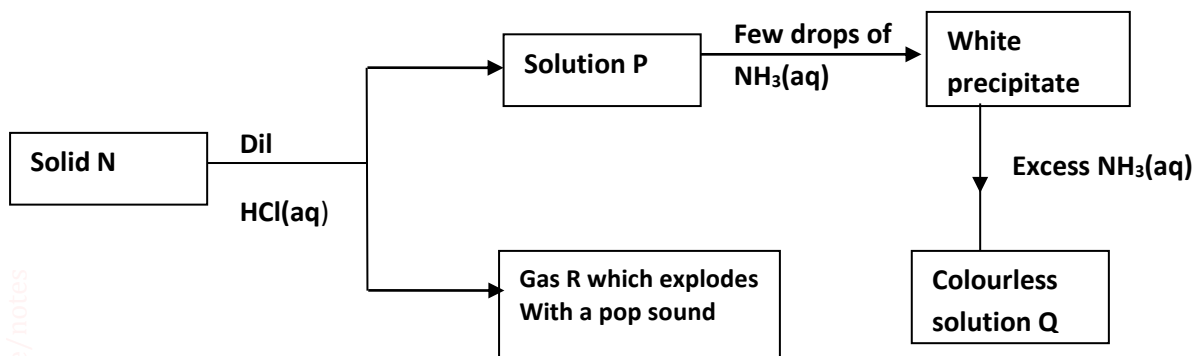 Few drops of
NH₃(aq)
White
precipitate
Solution P
Solid N
Dil
HCl(aq)
Excess NH₃(aq)
Gas R which explodes
With a pop sound
Colourless
solution Q
e/notes